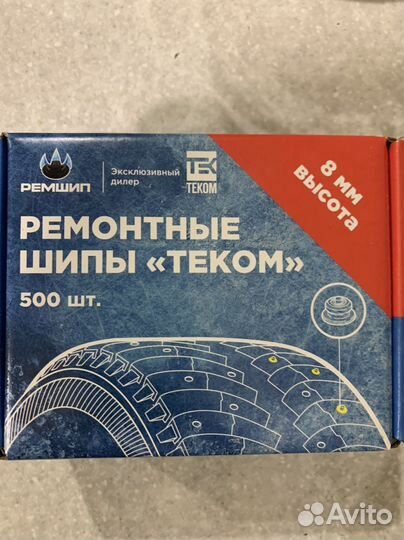 РЕМШИП
Эксклюзивный
дилер
ТЕКОМ
8 мм
высота
РЕМОНТНЫЕ
ШИПЫ «ТЕКОМ»
500 шт.
Avito